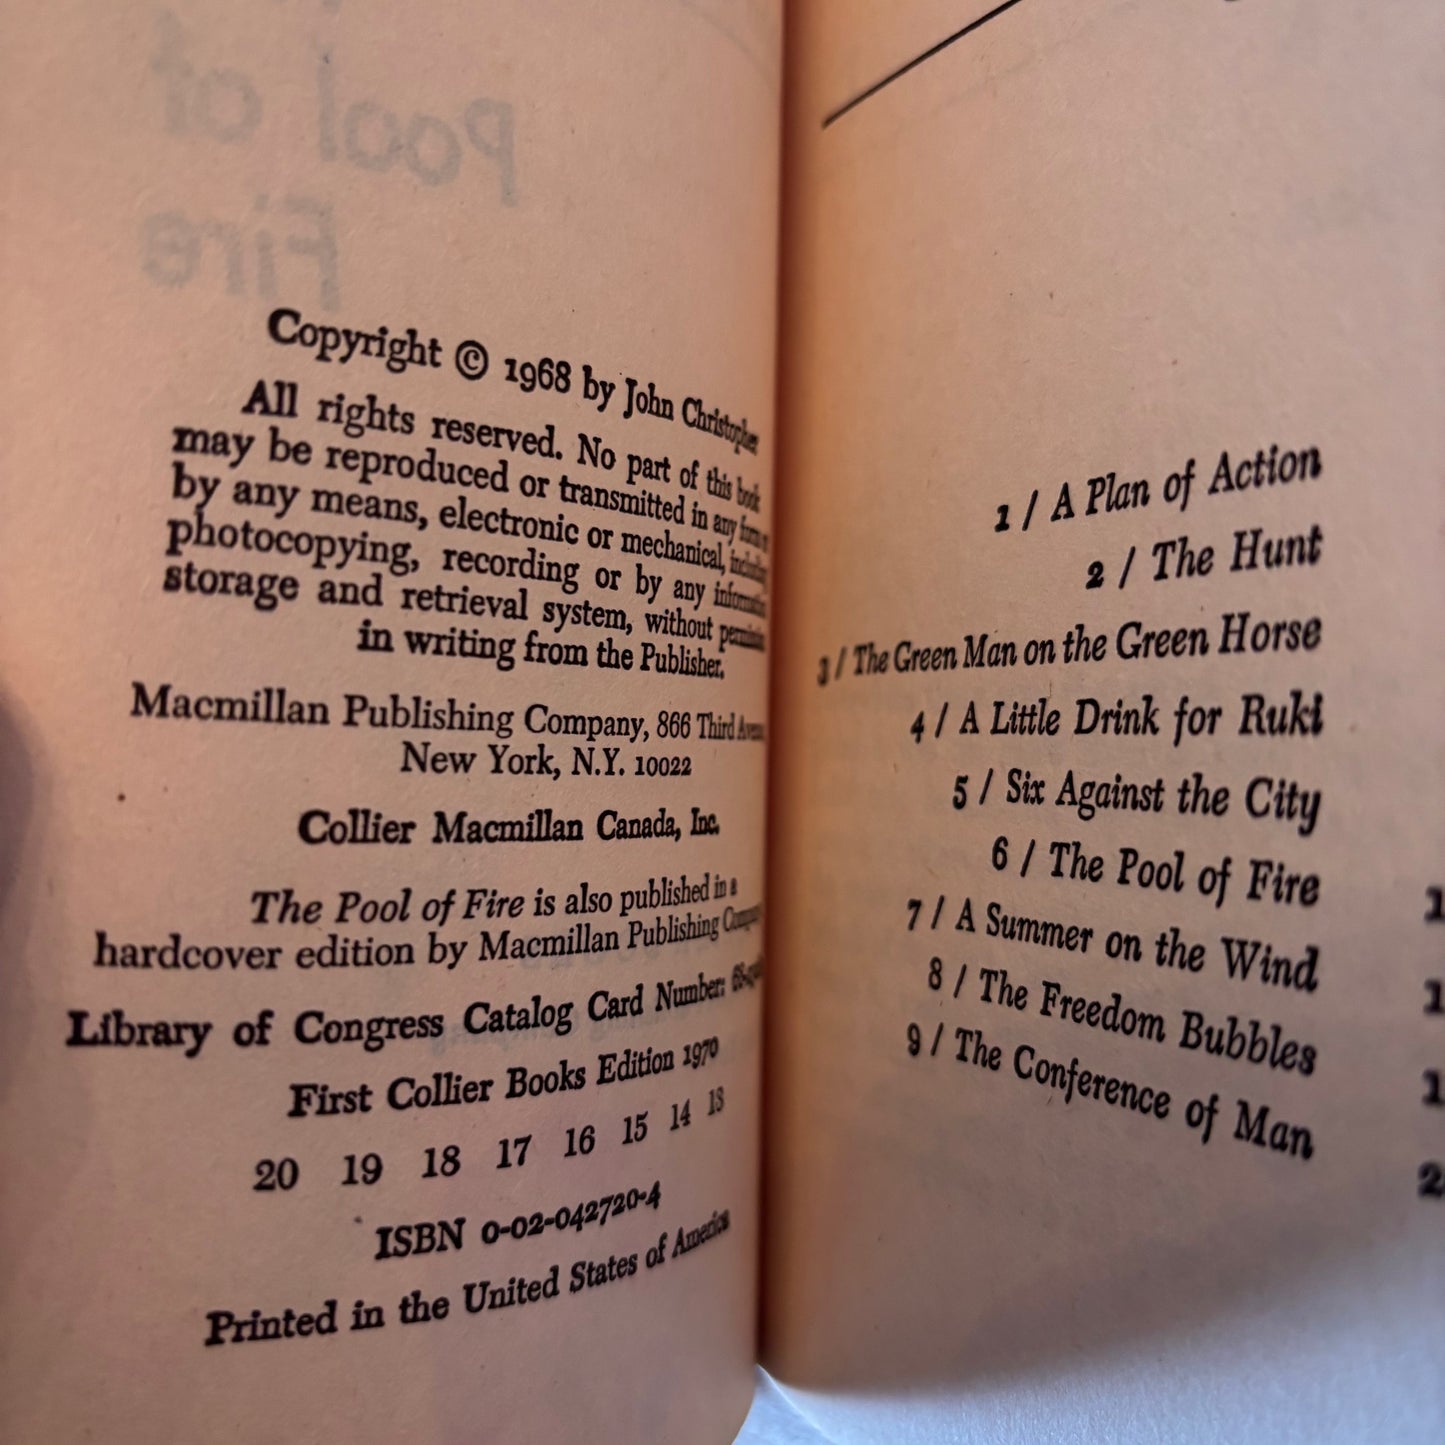 Pool of
Fire
Copyright © 1968 by John Christopher
All rights reserved. No part of this book
may be reproduced or transmitted in any form or
by any means, electronic or mechanical, including
photocopying, recording or by any information
storage and retrieval system, without permission
in writing from the Publisher.
Macmillan Publishing Company, 866 Third Avenue
New York, N.Y. 10022
Collier Macmillan Canada, Inc.
The Pool of Fire is also published in a
hardcover edition by Macmillan Publishing Company
Library of Congress Catalog Card Number:
First Collier Books Edition 1970
20 19 18 17 16 15 14 13
ISBN 0-02-042720-4
Printed in the United States of America
1 / A Plan of Action
2 / The Hunt
3 / The Green Man on the Green Horse
4 / A Little Drink for Ruki
5 / Six Against the City
6 / The Pool of Fire
7 / A Summer on the Wind
8 / The Freedom Bubbles
9 / The Conference of Man